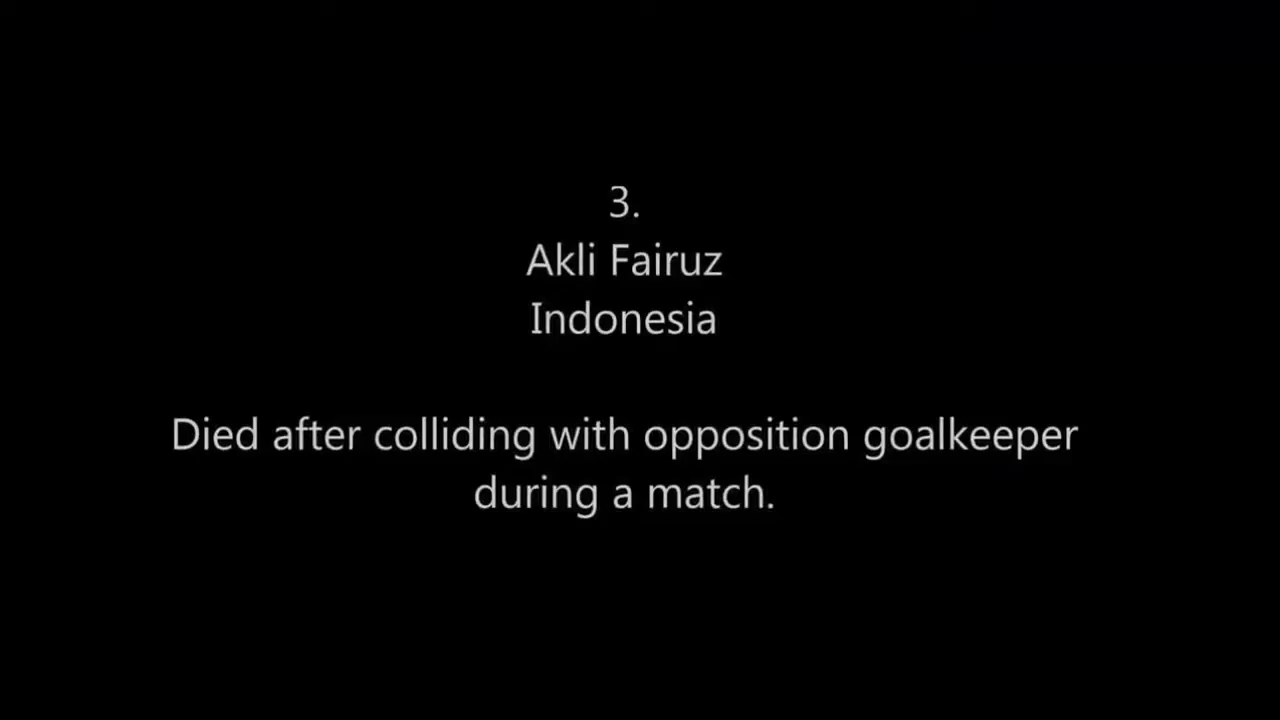 3.
Akli Fairuz
Indonesia
Died after colliding with opposition goalkeeper
during a match.